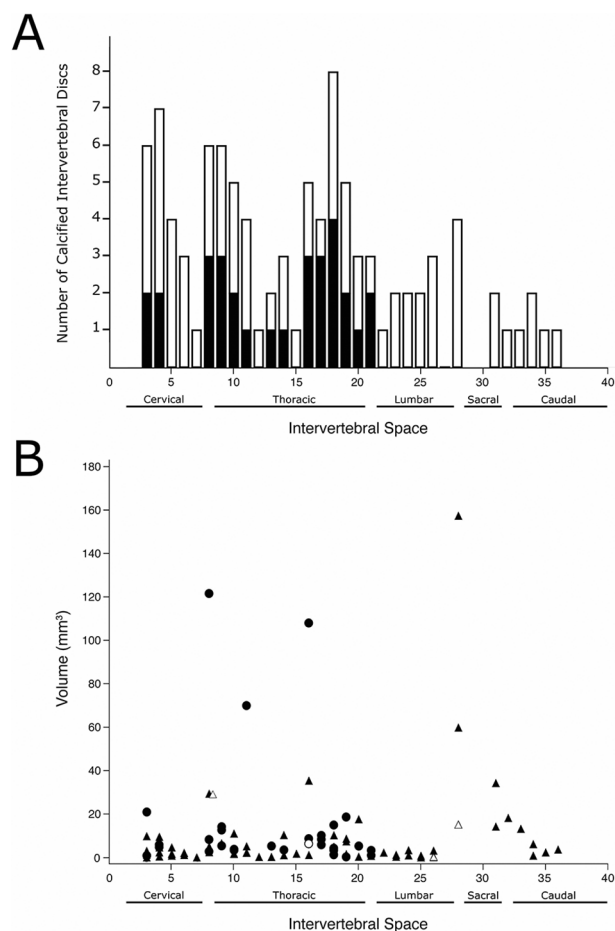 A
Number of Calcified Intervertebral Discs
8
7
6
5
4
3
2
1
0 5 10 15 20 25 30 35 40
Cervical Thoracic Lumbar Sacral Caudal
Intervertebral Space
B
Volume (mm³)
180
160
140
120
100
80
60
40
20
0
0 5 10 15 20 25 30 35 40
Cervical Thoracic Lumbar Sacral Caudal
Intervertebral Space